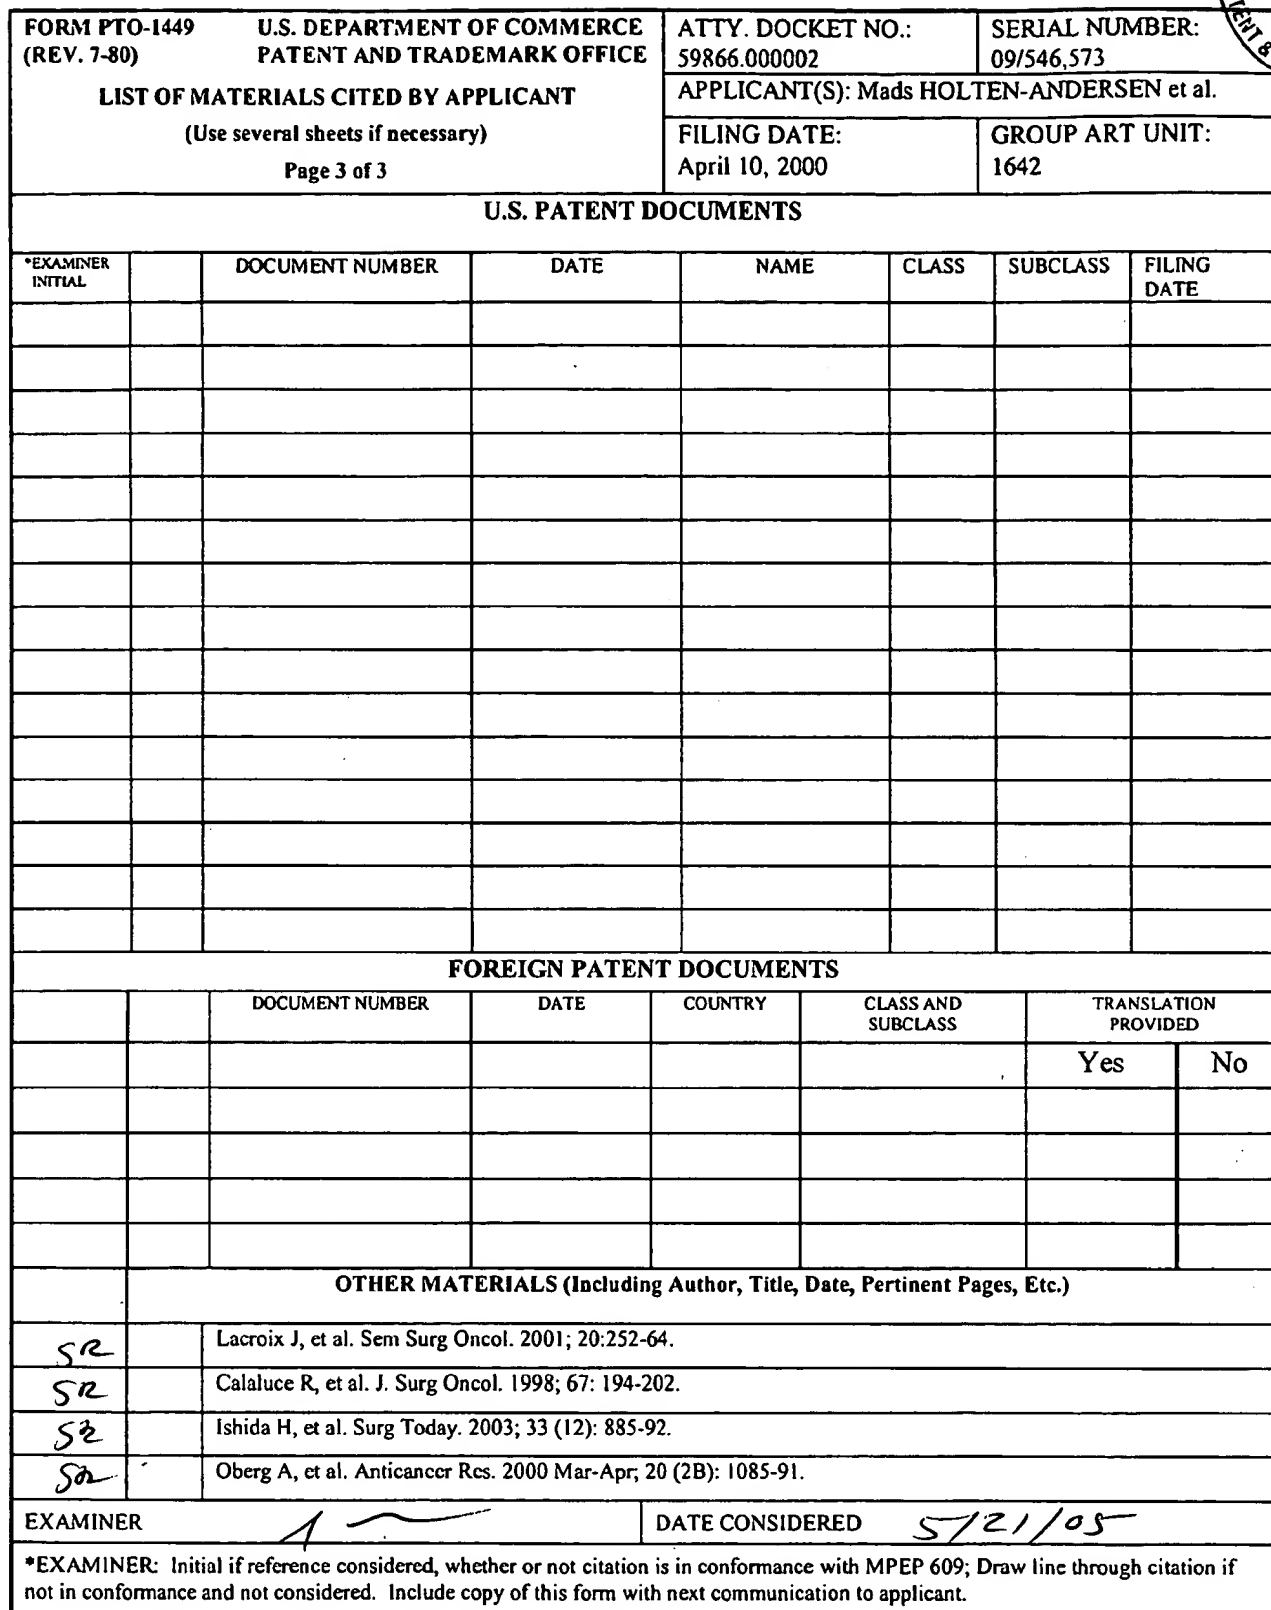 FORM PTO-1449 U.S. DEPARTMENT OF COMMERCE
(REV. 7-80) PATENT AND TRADEMARK OFFICE
LIST OF MATERIALS CITED BY APPLICANT
(Use several sheets if necessary)
Page 3 of 3
ATTY. DOCKET NO.:
59866.000002
SERIAL NUMBER:
09/546,573
APPLICANT(S): Mads HOLTEN-ANDERSEN et al.
FILING DATE:
April 10, 2000
GROUP ART UNIT:
1642
U.S. PATENT DOCUMENTS
*EXAMINER
INITIAL
DOCUMENT NUMBER
DATE
NAME
CLASS
SUBCLASS
FILING
DATE
FOREIGN PATENT DOCUMENTS
DOCUMENT NUMBER
DATE
COUNTRY
CLASS AND
SUBCLASS
TRANSLATION
PROVIDED
Yes
No
OTHER MATERIALS (Including Author, Title, Date, Pertinent Pages, Etc.)
SR Lacroix J, et al. Sem Surg Oncol. 2001; 20:252-64.
SR Calaluce R, et al. J. Surg Oncol. 1998; 67: 194-202.
SR Ishida H, et al. Surg Today. 2003; 33 (12): 885-92.
SR Oberg A, et al. Anticancer Res. 2000 Mar-Apr; 20 (2B): 1085-91.
EXAMINER
DATE CONSIDERED 5/21/05
*EXAMINER: Initial if reference considered, whether or not citation is in conformance with MPEP 609; Draw line through citation if
not in conformance and not considered. Include copy of this form with next communication to applicant.